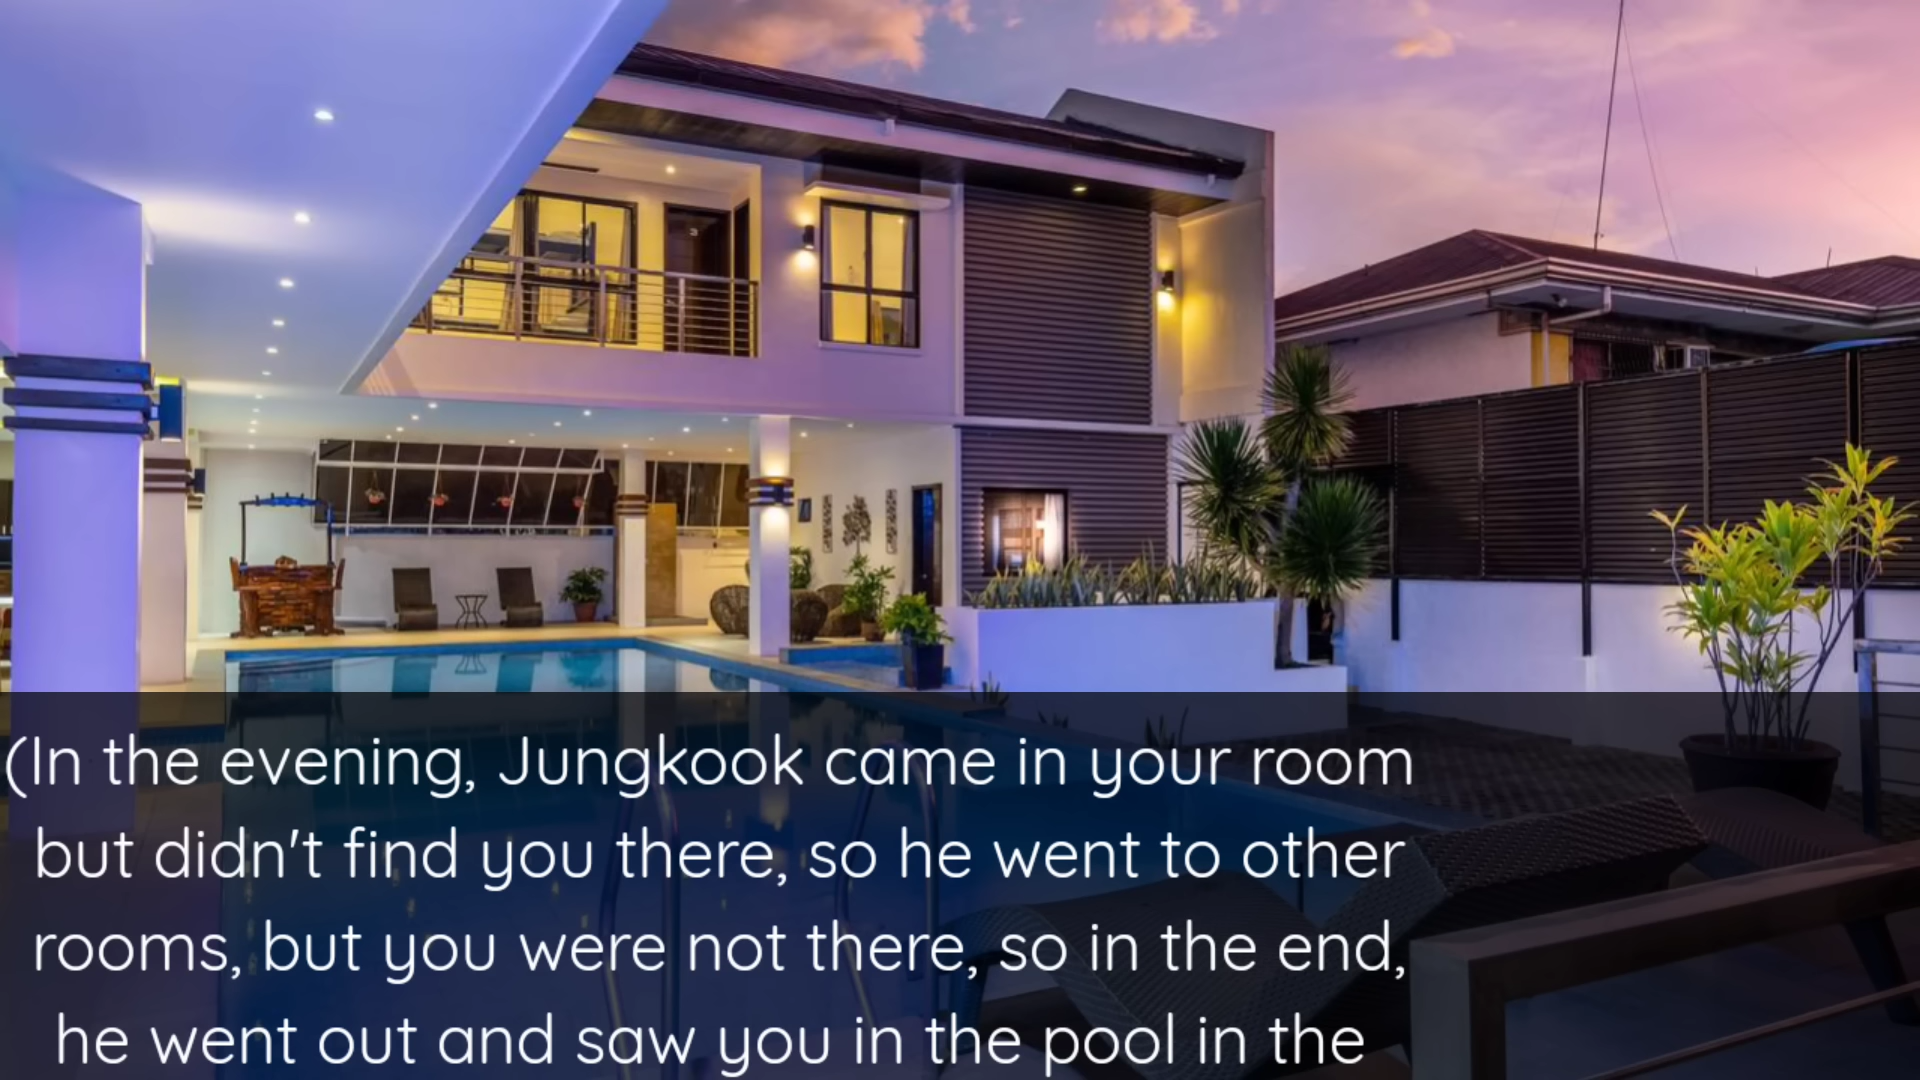 (In the evening, Jungkook came in your room
but didn't find you there, so he went to other
rooms, but you were not there, so in the end,
he went out and saw you in the pool in the